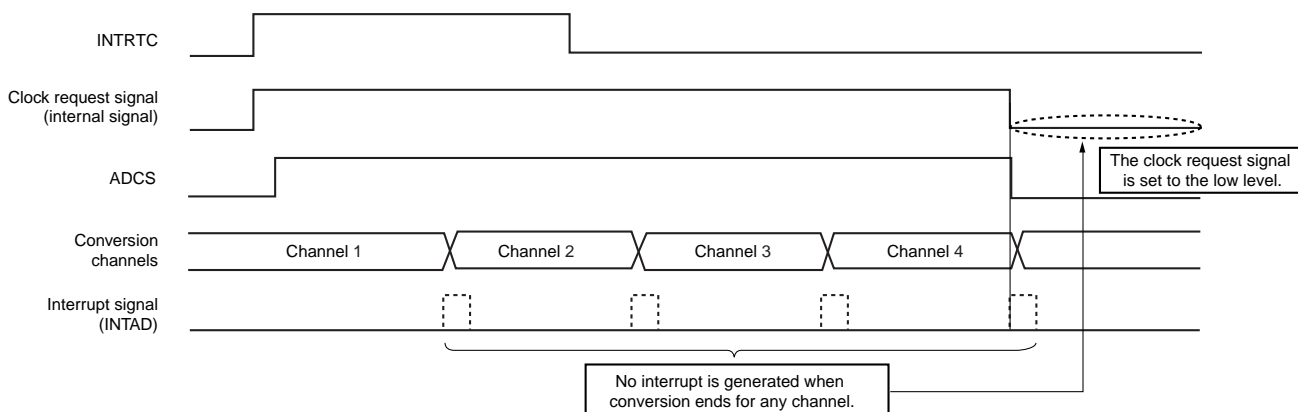 INTRTC
Clock request signal
(internal signal)
The clock request signal
is set to the low level.
ADCS
Conversion
channels
Channel 1
Channel 2
Channel 3
Channel 4
Interrupt signal
(INTAD)
No interrupt is generated when
conversion ends for any channel.